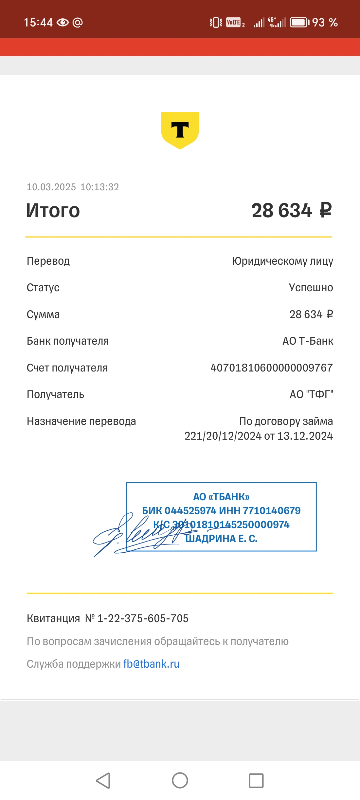 15:44 @ VoLTE 2 4G 93 %
T
10.03.2025 10:13:32
Итого 28 634 ₽
Перевод Юридическому лицу
Статус Успешно
Сумма 28 634 ₽
Банк получателя АО Т-Банк
Счет получателя 40701810600000009767
Получатель АО "ТФГ"
Назначение перевода По договору займа
221/20/12/2024 от 13.12.2024
АО «ТБАНК»
БИК 044525974 ИНН 7710140679
К/С 30101810145250000974
ШАДРИНА Е. С.
Квитанция № 1-22-375-605-705
По вопросам зачисления обращайтесь к получателю
Служба поддержки fb@tbank.ru